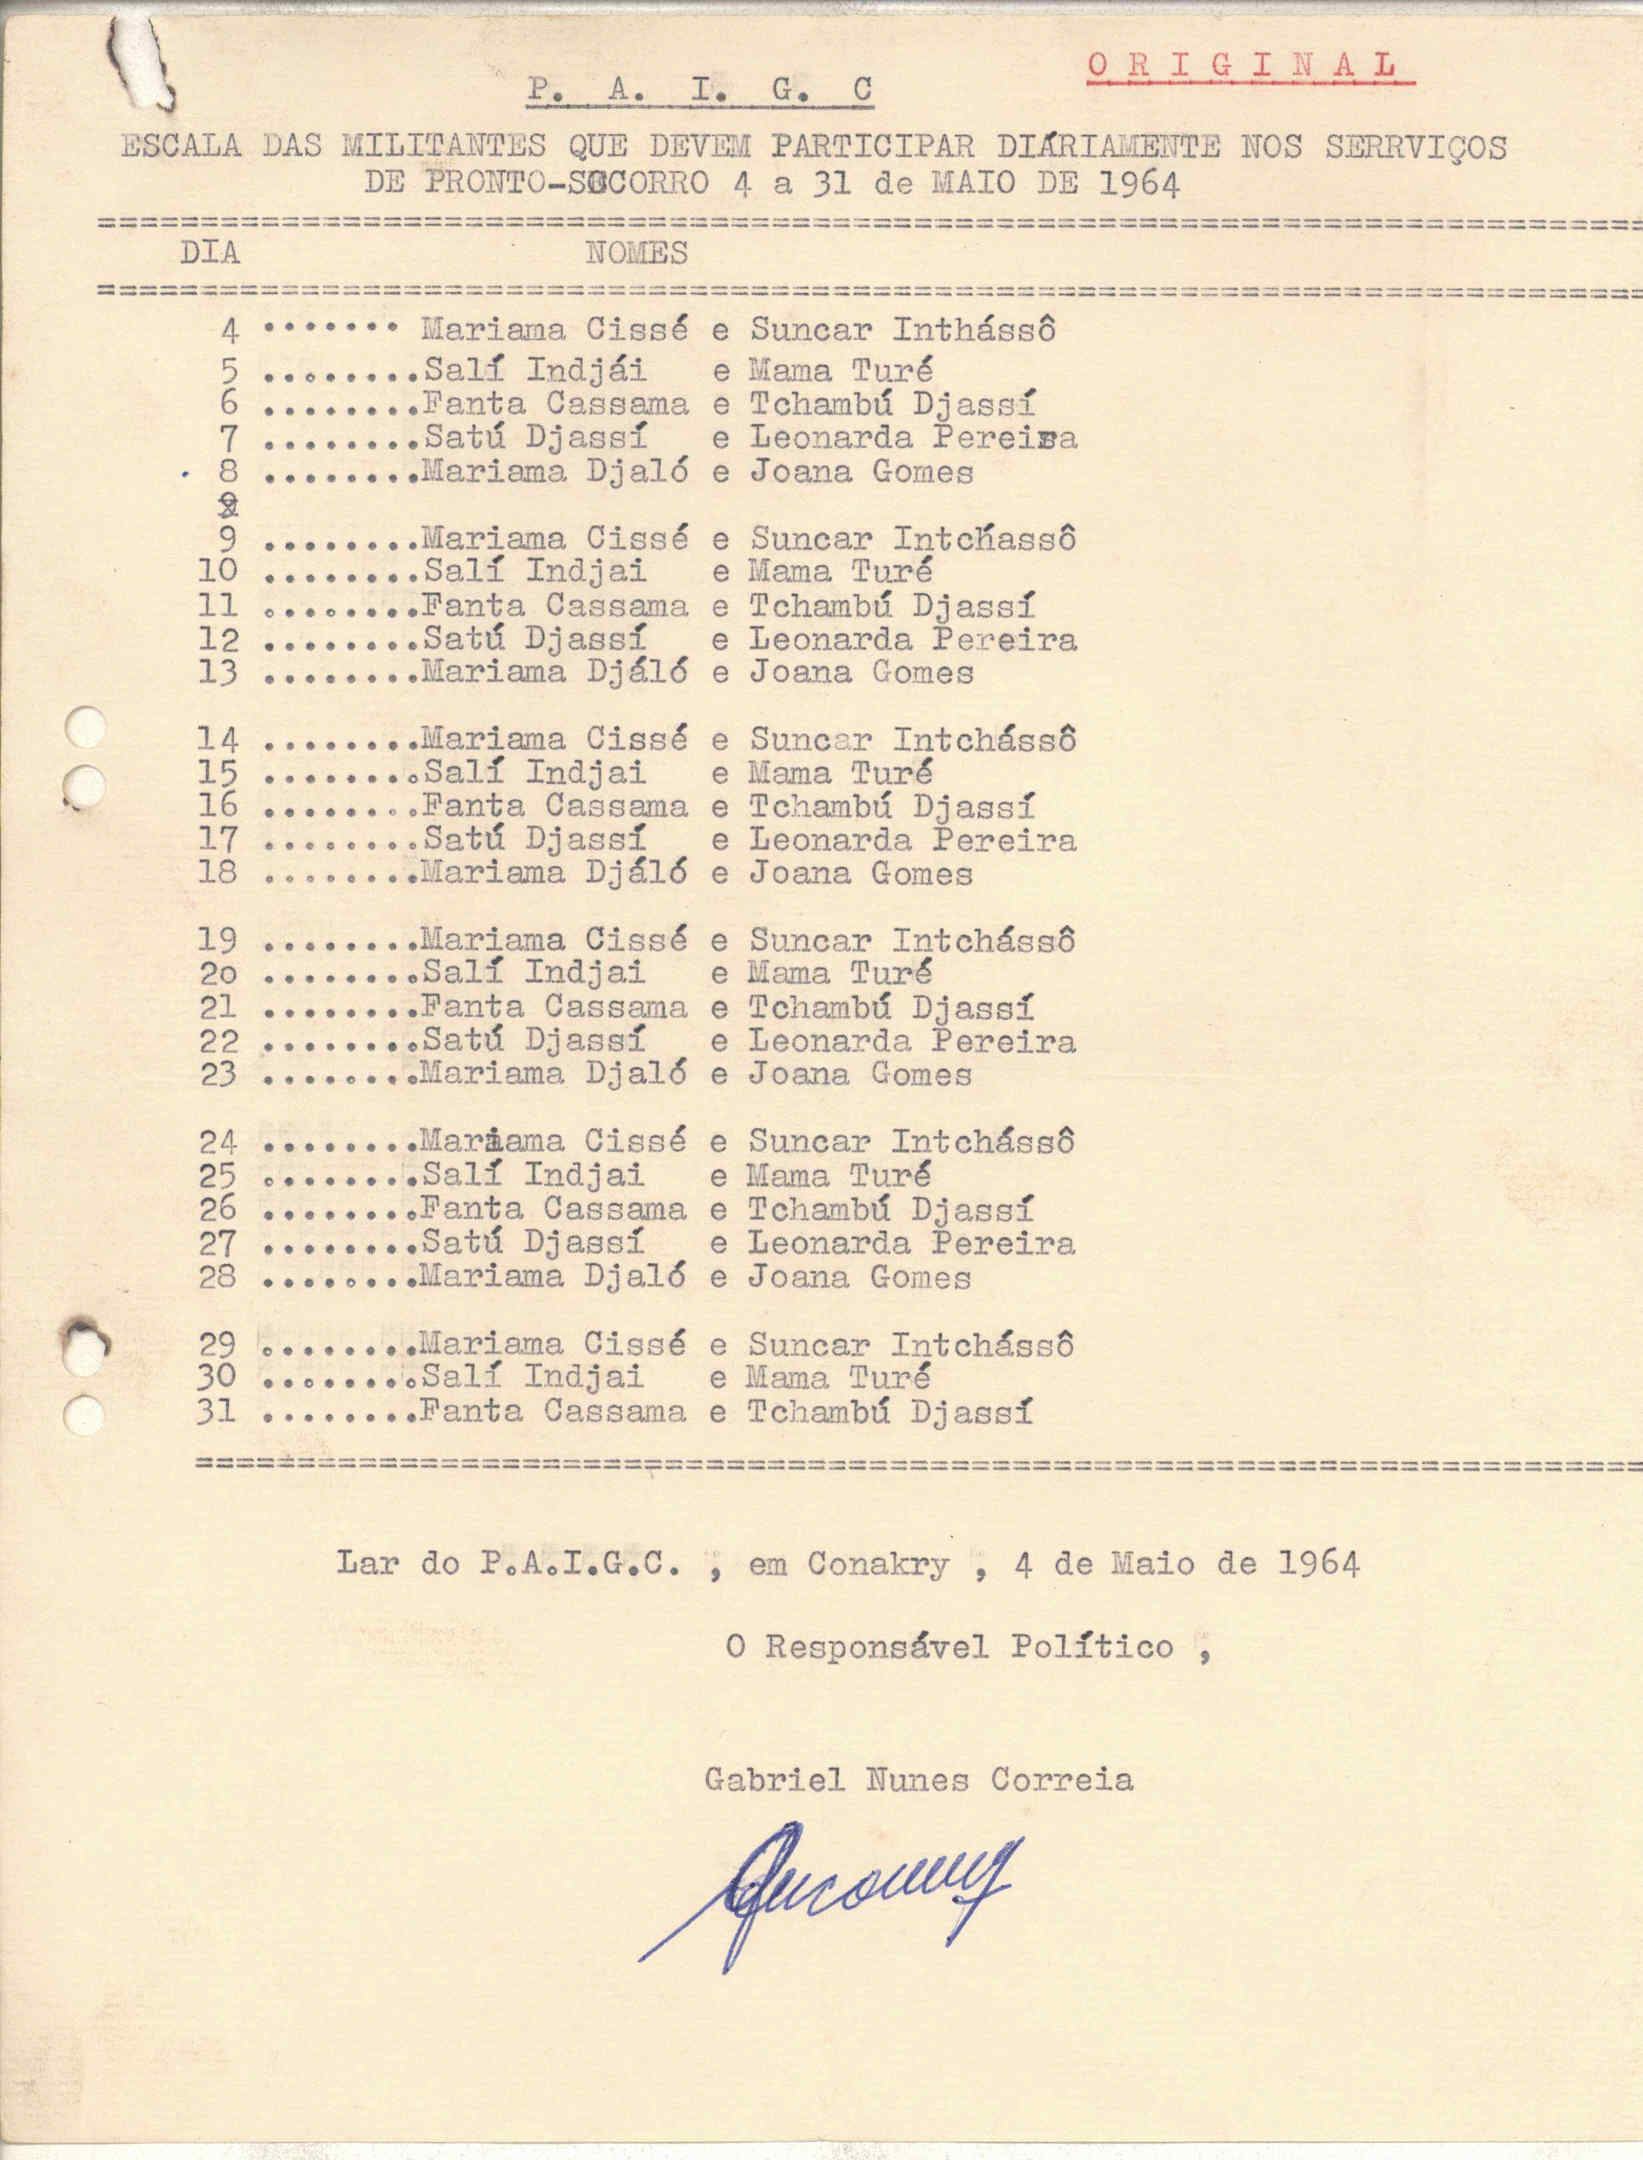 O R I G I N A L
P. A. I. G. C
ESCALA DAS MILITANTES QUE DEVEM PARTICIPAR DIÁRIAMENTE NOS SERRVIÇOS
DE PRONTO-SOCORRO 4 a 31 de MAIO DE 1964
================================================================================
DIA NOMES
================================================================================
4 ....... Mariama Cissé e Suncar Inthássô
5 ........Salí Indjái e Mama Turé
6 ........Fanta Cassama e Tchambú Djassí
7 ........Satú Djassí e Leonarda Pereira
8 ........Mariama Djaló e Joana Gomes
9 ........Mariama Cissé e Suncar Intchassô
10 ........Salí Indjai e Mama Turé
11 ........Fanta Cassama e Tchambú Djassí
12 ........Satú Djassí e Leonarda Pereira
13 ........Mariama Djáló e Joana Gomes
14 ........Mariama Cissé e Suncar Intchássô
15 ........Salí Indjai e Mama Turé
16 ........Fanta Cassama e Tchambú Djassí
17 ........Satú Djassí e Leonarda Pereira
18 ........Mariama Djáló e Joana Gomes
19 ........Mariama Cissé e Suncar Intchássô
20 ........Salí Indjai e Mama Turé
21 ........Fanta Cassama e Tchambú Djassí
22 ........Satú Djassí e Leonarda Pereira
23 ........Mariama Djaló e Joana Gomes
24 ........Mariama Cissé e Suncar Intchássô
25 ........Salí Indjai e Mama Turé
26 ........Fanta Cassama e Tchambú Djassí
27 ........Satú Djassí e Leonarda Pereira
28 ........Mariama Djaló e Joana Gomes
29 ........Mariama Cissé e Suncar Intchássô
30 ........Salí Indjai e Mama Turé
31 ........Fanta Cassama e Tchambú Djassí
================================================================================
Lar do P.A.I.G.C. , em Conakry , 4 de Maio de 1964
O Responsável Político ,
Gabriel Nunes Correia